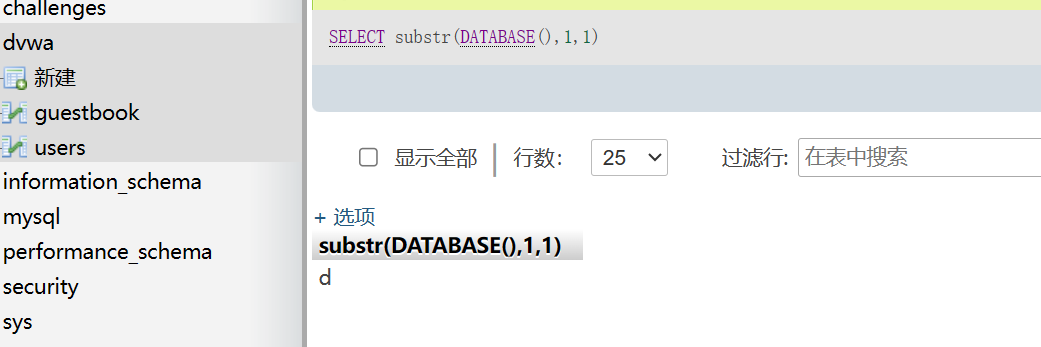 challenges
dvwa
新建
guestbook
users
information_schema
mysql
performance_schema
security
sys
SELECT substr(DATABASE(),1,1)
显示全部 行数： 25 过滤行: 在表中搜索
+ 选项
substr(DATABASE(),1,1)
d